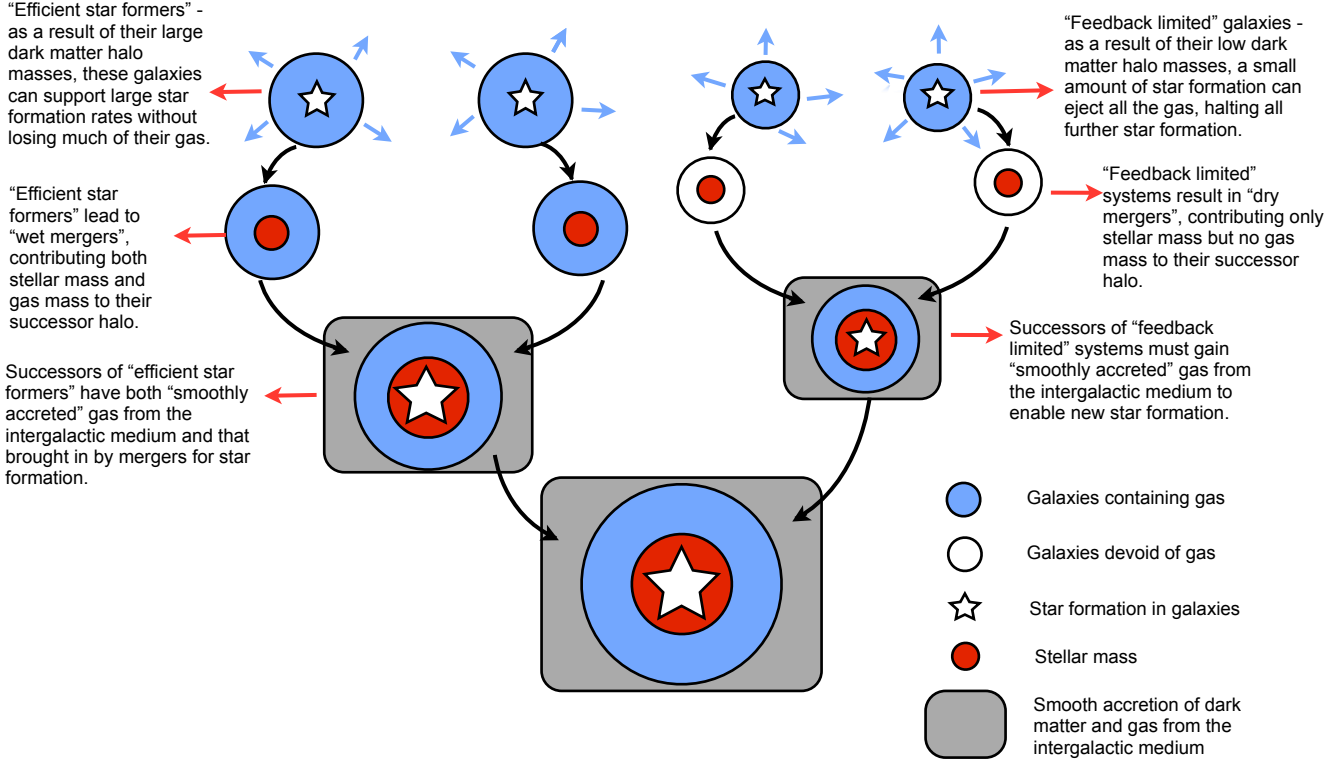 “Efficient star formers” -
as a result of their large
dark matter halo
masses, these galaxies
can support large star
formation rates without
losing much of their gas.
“Feedback limited” galaxies -
as a result of their low dark
matter halo masses, a small
amount of star formation can
eject all the gas, halting all
further star formation.
“Efficient star
formers” lead to
“wet mergers”,
contributing both
stellar mass and
gas mass to their
successor halo.
“Feedback limited”
systems result in “dry
mergers”, contributing only
stellar mass but no gas
mass to their successor
halo.
Successors of “efficient star
formers” have both “smoothly
accreted” gas from the
intergalactic medium and that
brought in by mergers for star
formation.
Successors of “feedback
limited” systems must gain
“smoothly accreted” gas from
the intergalactic medium to
enable new star formation.
Galaxies containing gas
Galaxies devoid of gas
Star formation in galaxies
Stellar mass
Smooth accretion of dark
matter and gas from the
intergalactic medium